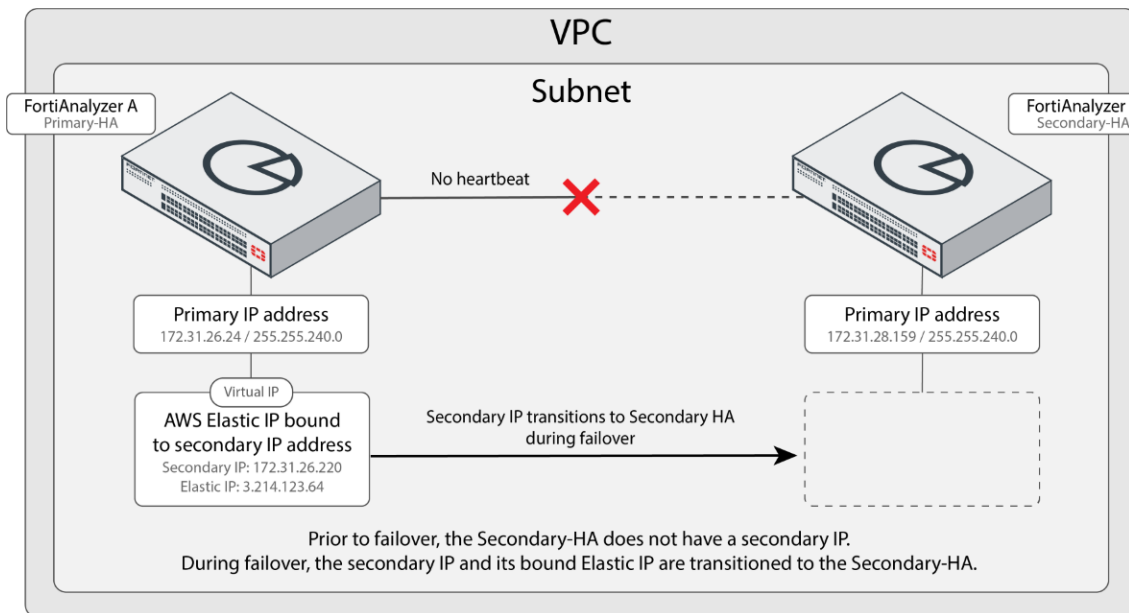 VPC
Subnet
FortiAnalyzer A
Primary-HA
FortiAnalyzer
Secondary-HA
No heartbeat
Primary IP address
172.31.26.24 / 255.255.240.0
Primary IP address
172.31.28.159 / 255.255.240.0
Virtual IP
AWS Elastic IP bound
to secondary IP address
Secondary IP: 172.31.26.220
Elastic IP: 3.214.123.64
Secondary IP transitions to Secondary HA
during failover
Prior to failover, the Secondary-HA does not have a secondary IP.
During failover, the secondary IP and its bound Elastic IP are transitioned to the Secondary-HA.